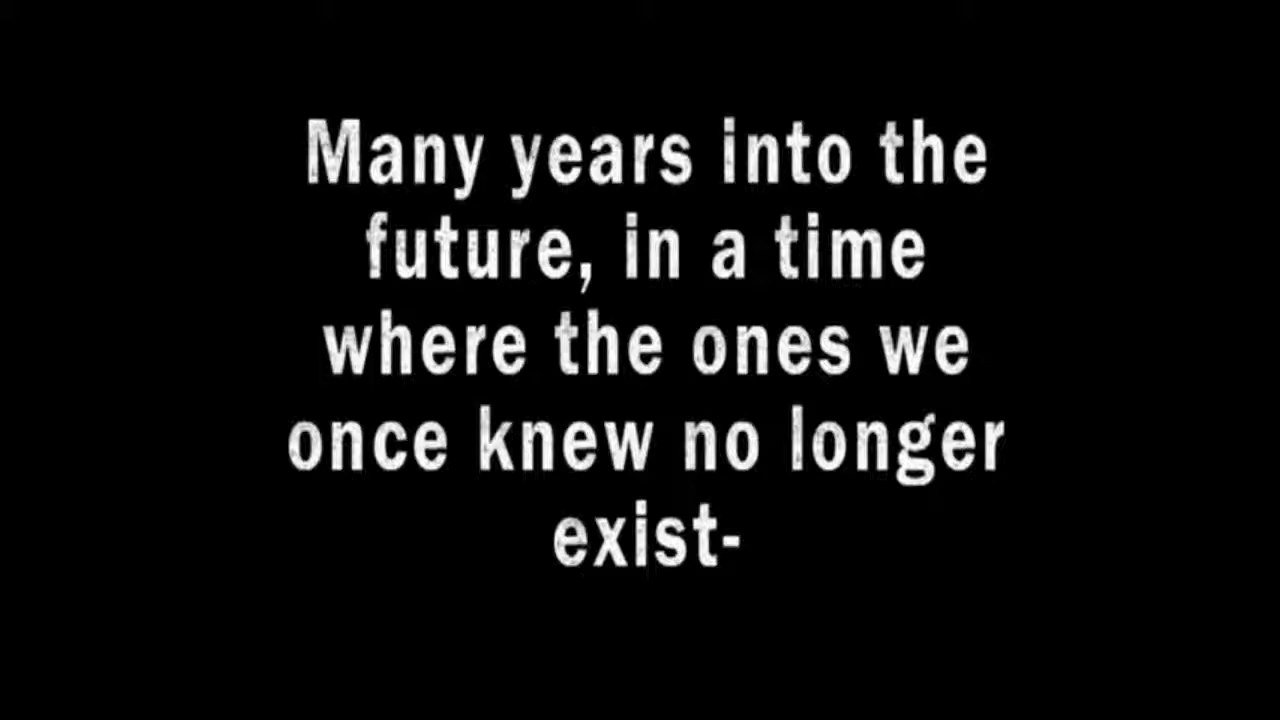 Many years into the
future, in a time
where the ones we
once knew no longer
exist-